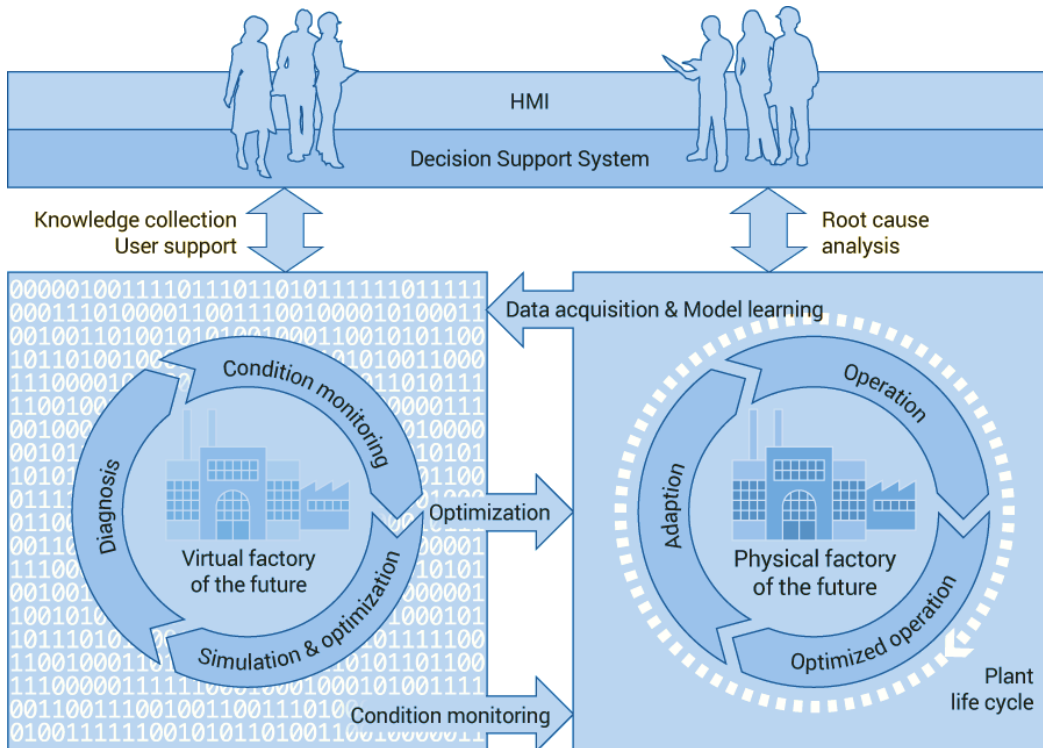 HMI
Decision Support System
Knowledge collection
User support
Root cause
analysis
000001001111011101101011111101111
Data acquisition & Model learning
Condition monitoring
Diagnosis
Simulation & optimization
Virtual factory
of the future
Optimization
Condition monitoring
Operation
Adaption
Optimized operation
Physical factory
of the future
Plant
life cycle